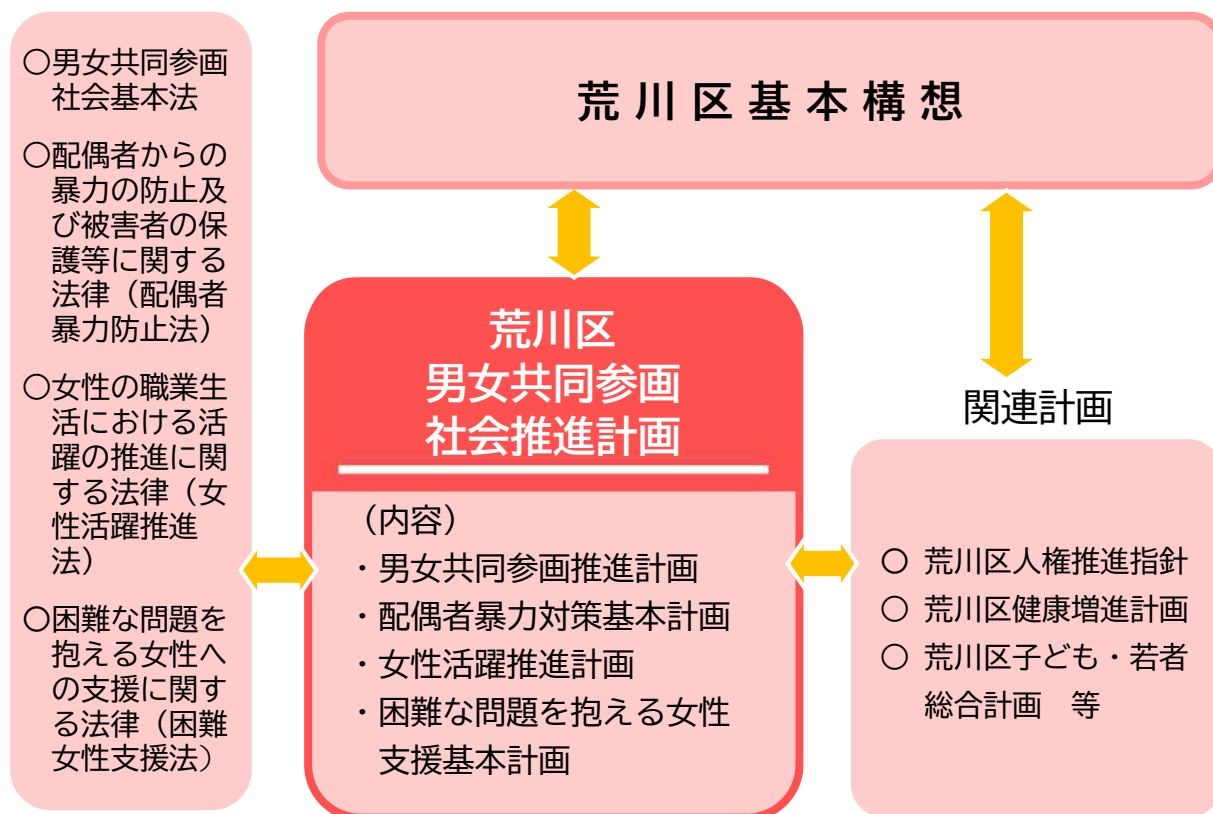 ○男女共同参画
社会基本法
○配偶者からの
暴力の防止及
び被害者の保
護等に関する
法律（配偶者
暴力防止法）
○女性の職業生
活における活
躍の推進に関
する法律（女
性活躍推進
法）
○困難な問題を
抱える女性へ
の支援に関す
る法律（困難
女性支援法）
荒川区基本構想
荒川区
男女共同参画
社会推進計画
（内容）
・男女共同参画推進計画
・配偶者暴力対策基本計画
・女性活躍推進計画
・困難な問題を抱える女性
支援基本計画
関連計画
○ 荒川区人権推進指針
○ 荒川区健康増進計画
○ 荒川区子ども・若者
総合計画　等